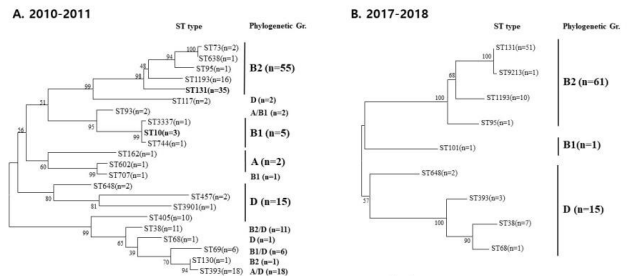 A. 2010-2011
ST type
Phylogenetic Gr.
100
ST73(n=2)
94
ST638(n=1)
48
ST95(n=1)
98
ST1193(n=16)
B2 (n=55)
99
ST131(n=35)
51
ST117(n=2)
D (n=2)
ST93(n=2)
A/B1 (n=2)
95
ST3337(n=1)
ST10(n=3)
B1 (n=5)
99
ST744(n=1)
56
ST162(n=1)
60
ST602(n=1)
A (n=2)
ST707(n=1)
B1 (n=1)
ST648(n=2)
80
ST457(n=2)
D (n=15)
81
ST3901(n=1)
ST405(n=10)
99
ST38(n=11)
B2/D (n=11)
65
ST68(n=1)
D (n=1)
39
ST69(n=6)
B1/D (n=6)
70
ST130(n=1)
B2 (n=1)
94
ST393(n=18)
A/D (n=18)
B. 2017-2018
ST type
Phylogenetic Gr.
ST131(n=51)
100
ST9213(n=1)
68
B2 (n=61)
100
ST1193(n=10)
ST95(n=1)
ST101(n=1)
B1(n=1)
57
ST648(n=2)
ST393(n=3)
D (n=15)
100
ST38(n=7)
90
ST68(n=1)